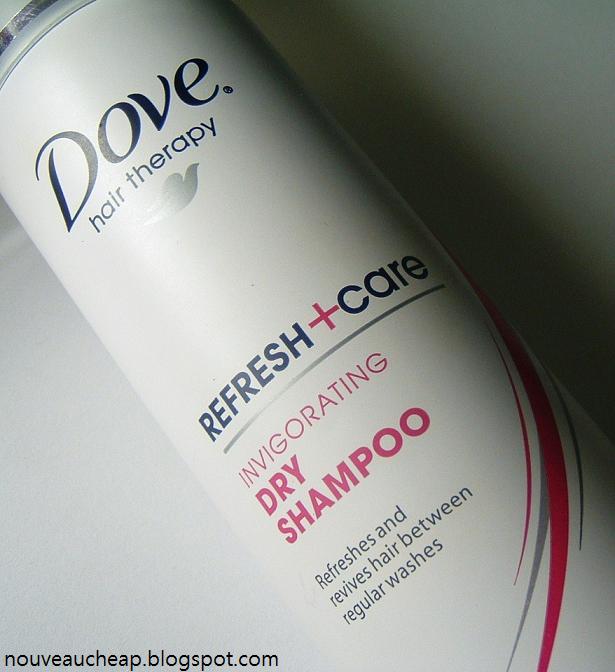 Dove®
hair therapy
REFRESH+care
INVIGORATING
DRY
SHAMPOO
Refreshes and
revives hair between
regular washes
nouveaucheap.blogspot.com